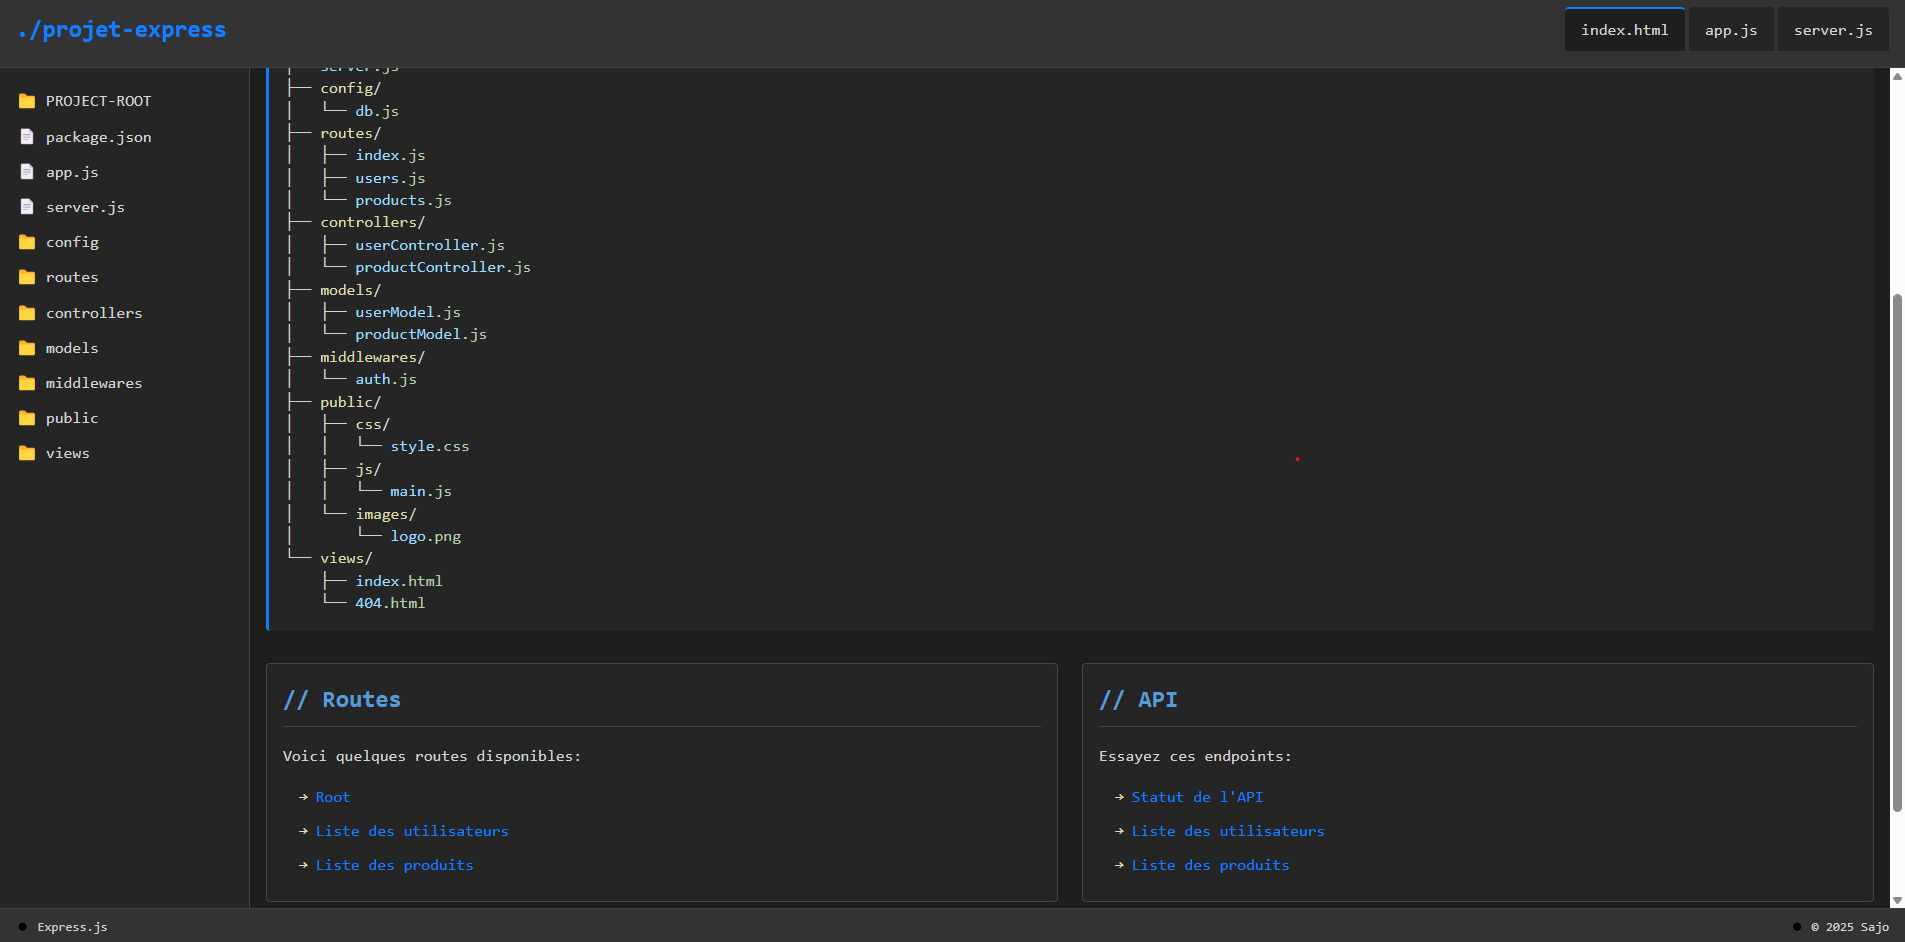 ./projet-express
index.html
app.js
server.js
PROJECT-ROOT
package.json
app.js
server.js
config
routes
controllers
models
middlewares
public
views
│   server.js
├── config/
│   └── db.js
├── routes/
│   ├── index.js
│   ├── users.js
│   └── products.js
├── controllers/
│   ├── userController.js
│   └── productController.js
├── models/
│   ├── userModel.js
│   └── productModel.js
├── middlewares/
│   └── auth.js
├── public/
│   ├── css/
│   │   └── style.css
│   ├── js/
│   │   └── main.js
│   └── images/
│       └── logo.png
└── views/
    ├── index.html
    └── 404.html
// Routes
Voici quelques routes disponibles:
→ Root
→ Liste des utilisateurs
→ Liste des produits
// API
Essayez ces endpoints:
→ Statut de l'API
→ Liste des utilisateurs
→ Liste des produits
● Express.js
● © 2025 Sajo